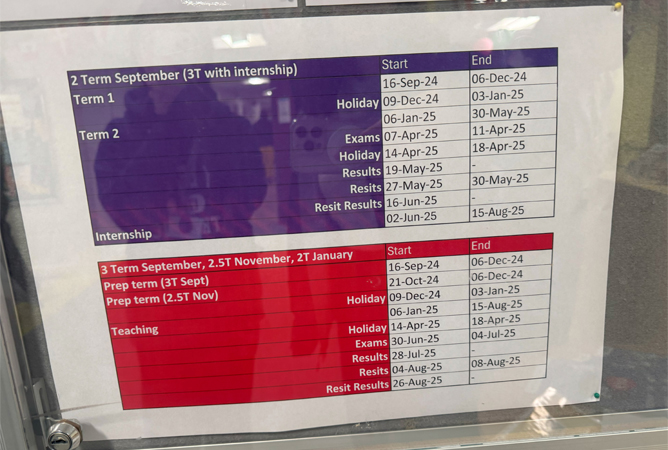 2 Term September (3T with internship) Start End
Term 1 16-Sep-24 06-Dec-24
Holiday 09-Dec-24 03-Jan-25
Term 2 06-Jan-25 30-May-25
Exams 07-Apr-25 11-Apr-25
Holiday 14-Apr-25 18-Apr-25
Results 19-May-25 -
Resits 27-May-25 30-May-25
Resit Results 16-Jun-25 -
Internship 02-Jun-25 15-Aug-25
3 Term September, 2.5T November, 2T January Start End
Prep term (3T Sept) 16-Sep-24 06-Dec-24
Prep term (2.5T Nov) 21-Oct-24 06-Dec-24
Holiday 09-Dec-24 03-Jan-25
Teaching 06-Jan-25 15-Aug-25
Holiday 14-Apr-25 18-Apr-25
Exams 30-Jun-25 04-Jul-25
Results 28-Jul-25 -
Resits 04-Aug-25 08-Aug-25
Resit Results 26-Aug-25 -